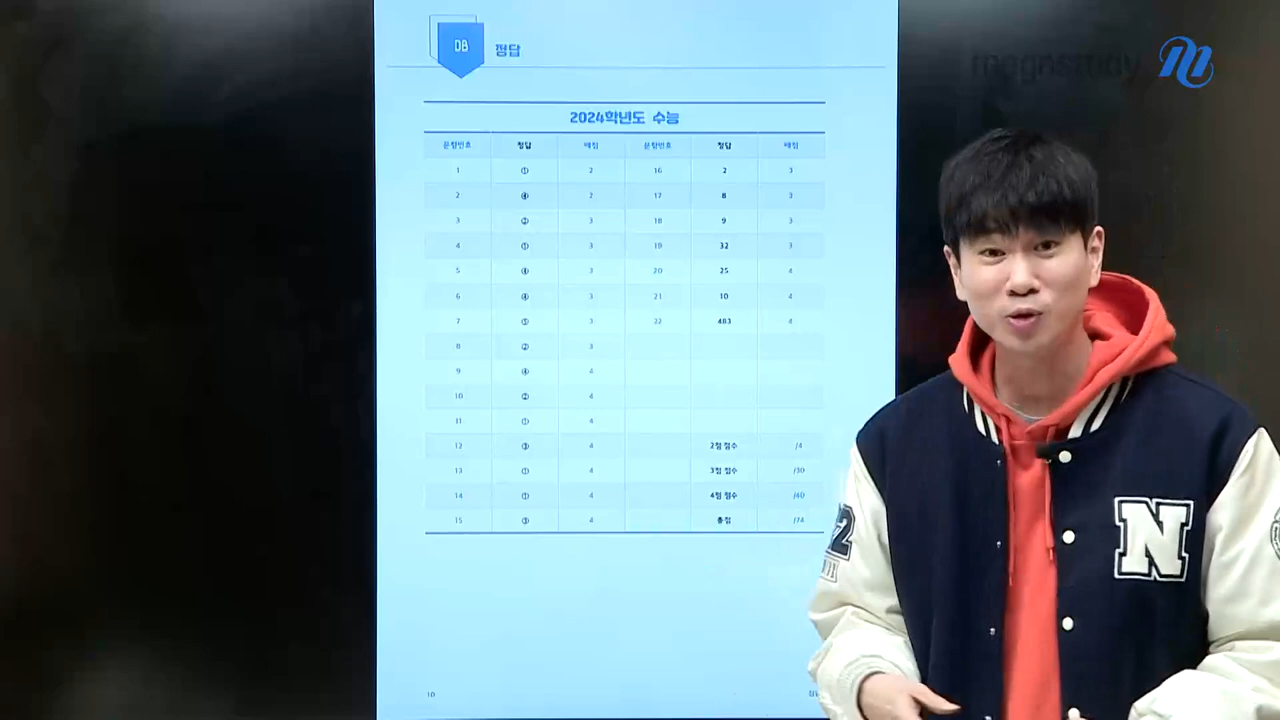 DB
정답
megastudy
2024학년도 수능
문항번호 정답 배점 문항번호 정답 배점
1 ① 2 16 2 3
2 ④ 2 17 8 3
3 ② 3 18 9 3
4 ① 3 19 32 3
5 ④ 3 20 25 4
6 ④ 3 21 10 4
7 3 22 483 4
8 ② 3
9 ④ 4
10 ② 4
11 ① 4
12 ③ 4 2점 점수 /4
13 ① 4 3점 점수 /30
14 ① 4 4점 점수 /40
15 ③ 4 총점 /74
10
N